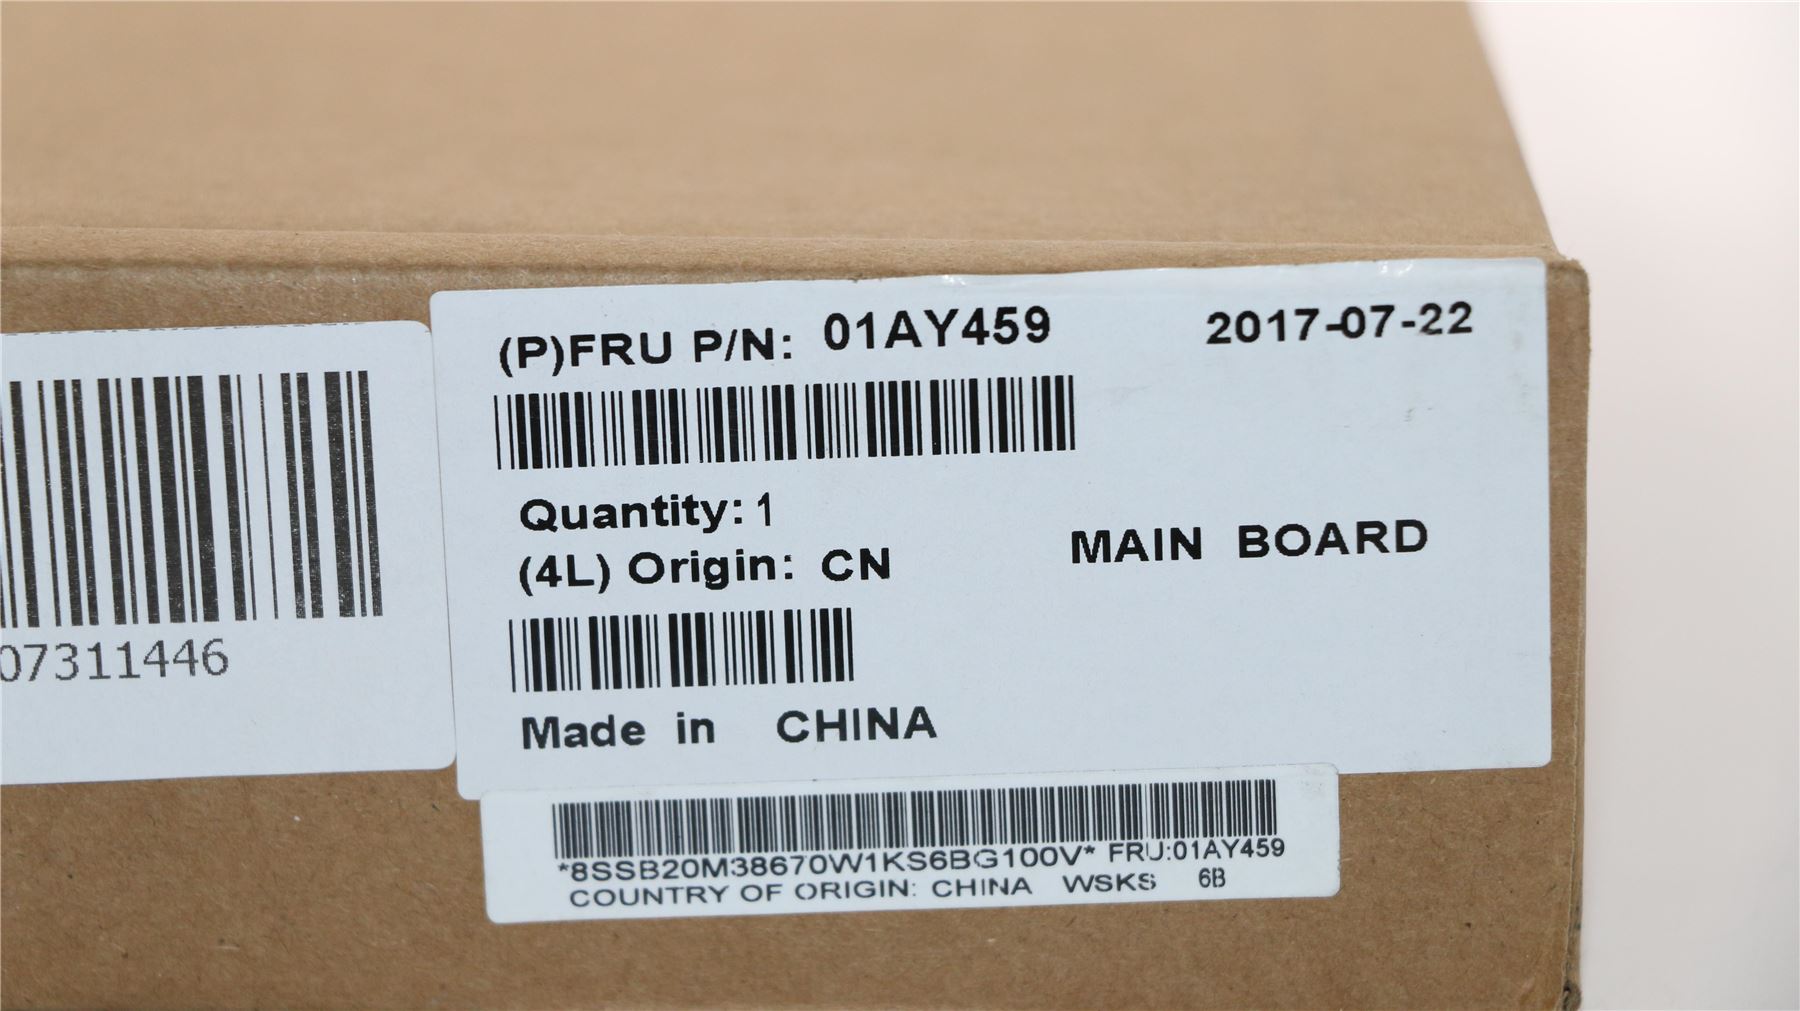 (P)FRU P/N: 01AY459 2017-07-22
Quantity: 1
(4L) Origin: CN
MAIN BOARD
Made in CHINA
07311446
*8SSB20M38670W1KS6BG100V* FRU:01AY459
COUNTRY OF ORIGIN: CHINA WSKS 6B